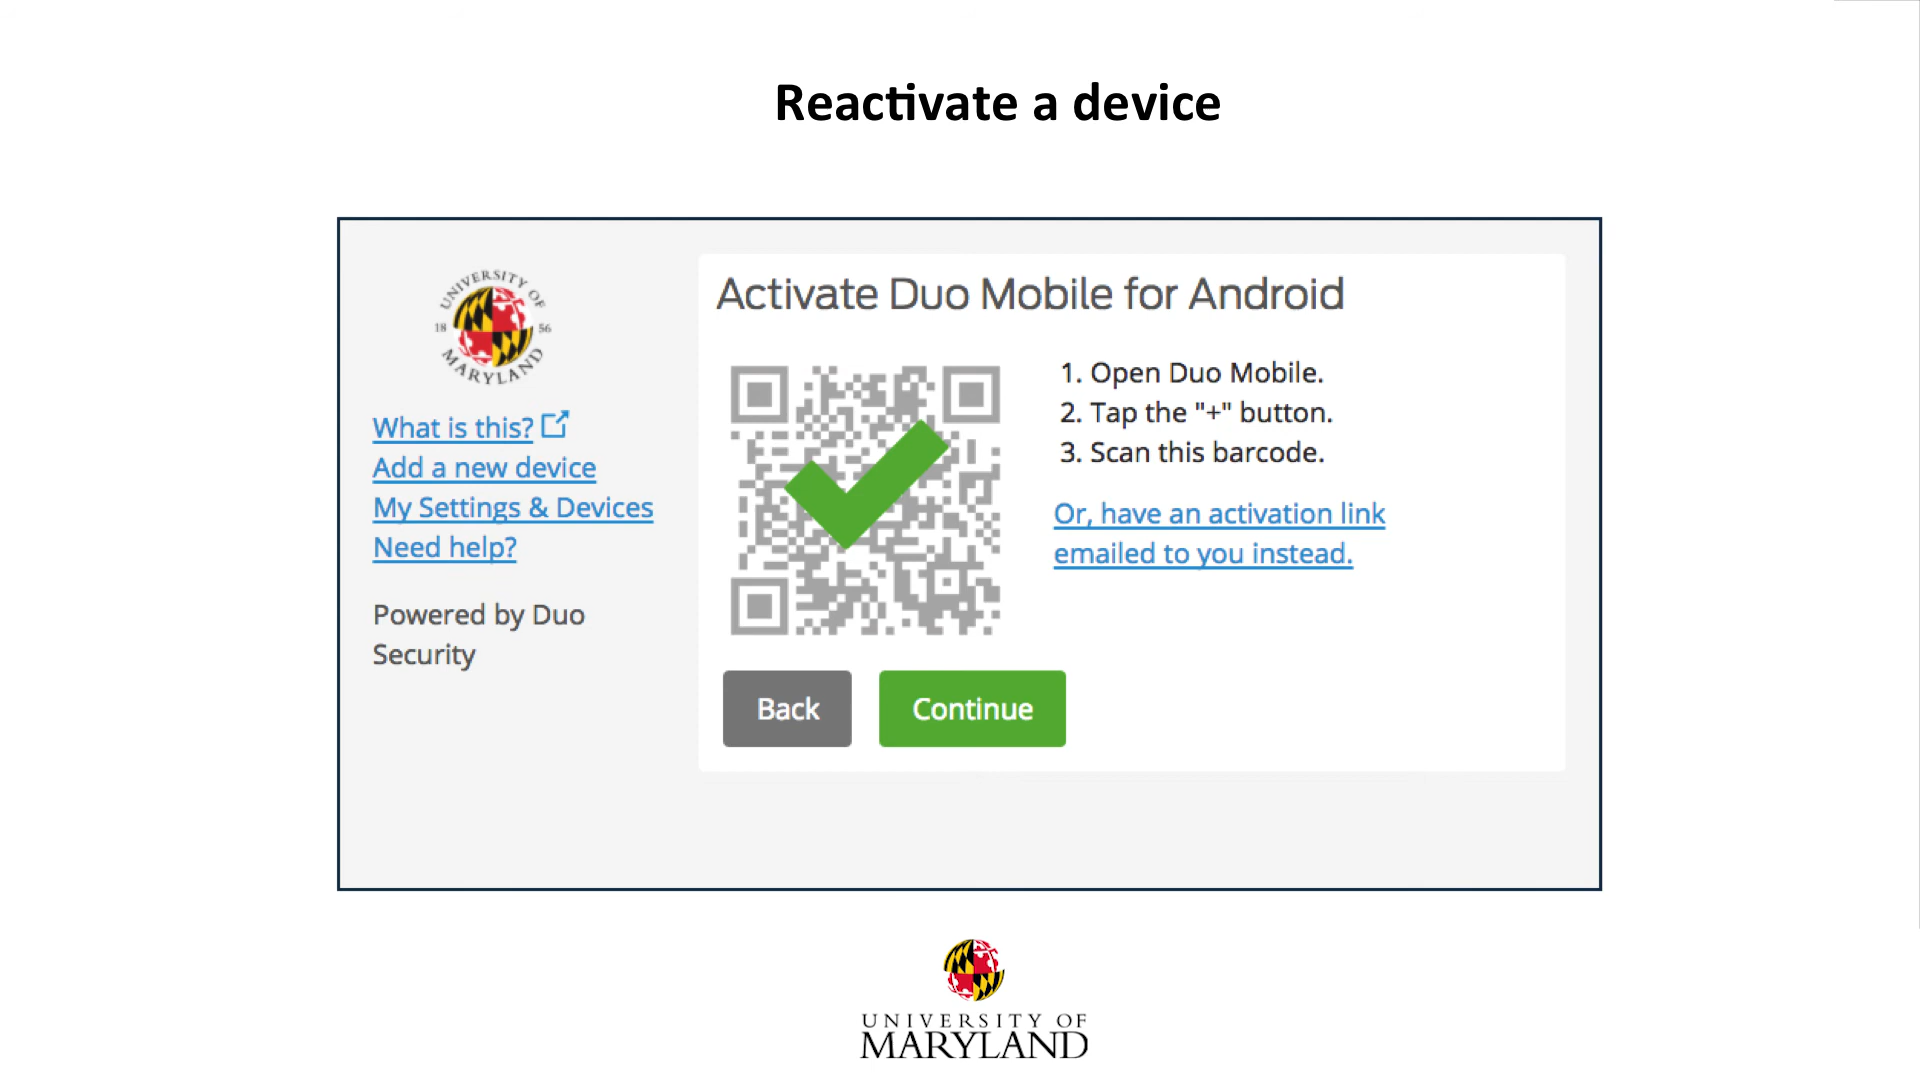 Reactivate a device
UNIVERSITY OF
18 56
MARYLAND
What is this?
Add a new device
My Settings & Devices
Need help?
Powered by Duo
Security
Activate Duo Mobile for Android
1. Open Duo Mobile.
2. Tap the "+" button.
3. Scan this barcode.
Or, have an activation link
emailed to you instead.
Back
Continue
UNIVERSITY OF
MARYLAND